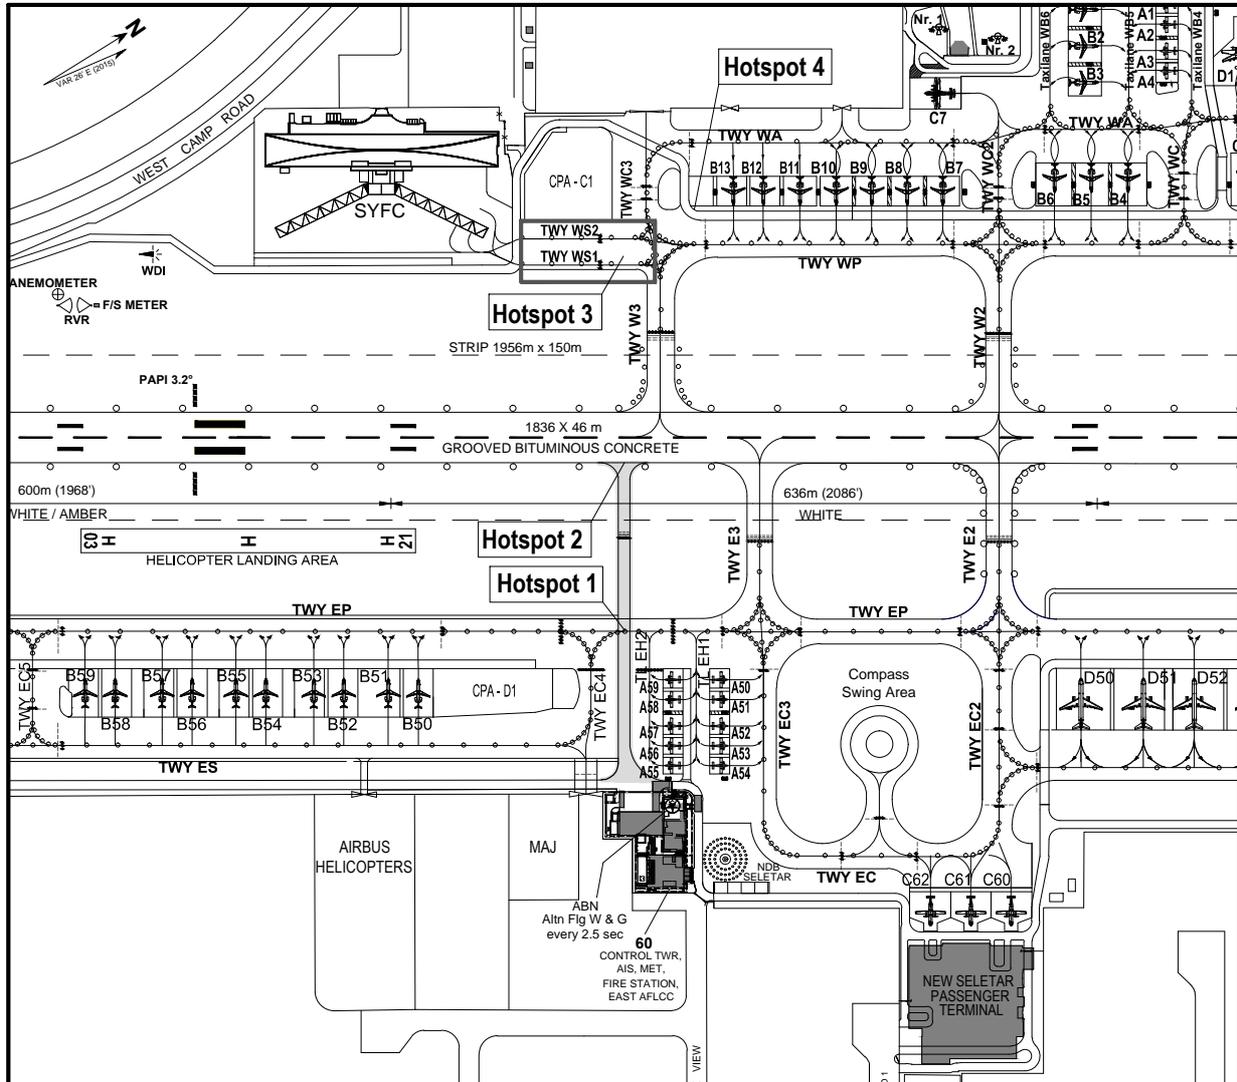 N
VAR 26' E (2015)
WEST CAMP ROAD
Nr. 1
Nr. 2
Hotspot 4
C7
Taxilane WB6
Taxilane WB5
Taxilane WB4
B2
B3
A1
A2
A3
A4
D1
SYFC
CPA - C1
TWY WC3
TWY WA
B13
B12
B11
B10
B9
B8
B7
TWY WC2
TWY WA
B6
B5
B4
TWY WC
TWY WS2
TWY WS1
TWY WP
WDI
ANEMOMETER
F/S METER
RVR
Hotspot 3
TWY W3
TWY W2
STRIP 1956m x 150m
PAPI 3.2°
1836 X 46 m
GROOVED BITUMINOUS CONCRETE
600m (1968')
636m (2086')
WHITE / AMBER
WHITE
03 H H H 21
HELICOPTER LANDING AREA
Hotspot 2
TWY E3
TWY E2
Hotspot 1
TWY EP
TWY EP
TWY EC5
B59
B58
B57
B56
B55
B54
B53
B52
B51
B50
CPA - D1
TWY EC4
TL EH2
TL EH1
A59
A58
A57
A56
A55
A50
A51
A52
A53
A54
TWY EC3
Compass
Swing Area
TWY EC2
D50
D51
D52
TWY ES
AIRBUS
HELICOPTERS
MAJ
NDB
SELETAR
TWY EC
C62
C61
C60
ABN
Altn Flg W & G
every 2.5 sec
60
CONTROL TWR,
AIS, MET,
FIRE STATION,
EAST AFLCC
NEW SELETAR
PASSENGER
TERMINAL
VIEW